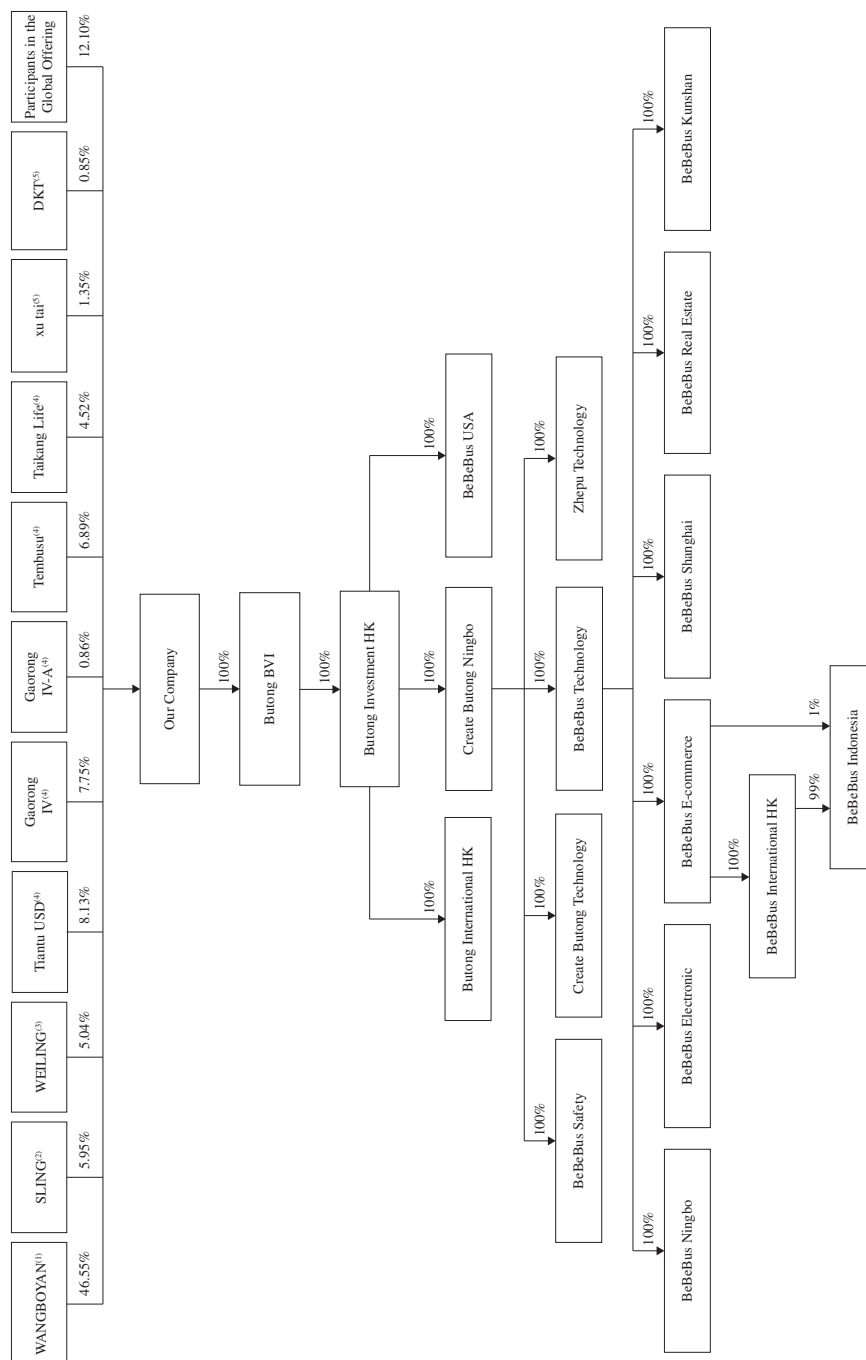 WANGBOYAN(1)
SLING(2)
WEILING(3)
Tiantu USD(4)
Gaorong
IV(4)
Gaorong
IV-A(4)
Tembusu(4)
Taikang Life(4)
xu tai(5)
DKT(5)
Participants in the
Global Offering
46.55%
5.95%
5.04%
8.13%
7.75%
0.86%
6.89%
4.52%
1.35%
0.85%
12.10%
Our Company
100%
Butong BVI
100%
Butong Investment HK
100%
100%
100%
Butong International HK
Create Butong Ningbo
BeBeBus USA
100%
100%
100%
100%
BeBeBus Safety
Create Butong Technology
BeBeBus Technology
Zhepu Technology
100%
100%
100%
100%
100%
100%
BeBeBus Ningbo
BeBeBus Electronic
BeBeBus E-commerce
BeBeBus Shanghai
BeBeBus Real Estate
BeBeBus Kunshan
100%
BeBeBus International HK
99%
1%
BeBeBus Indonesia